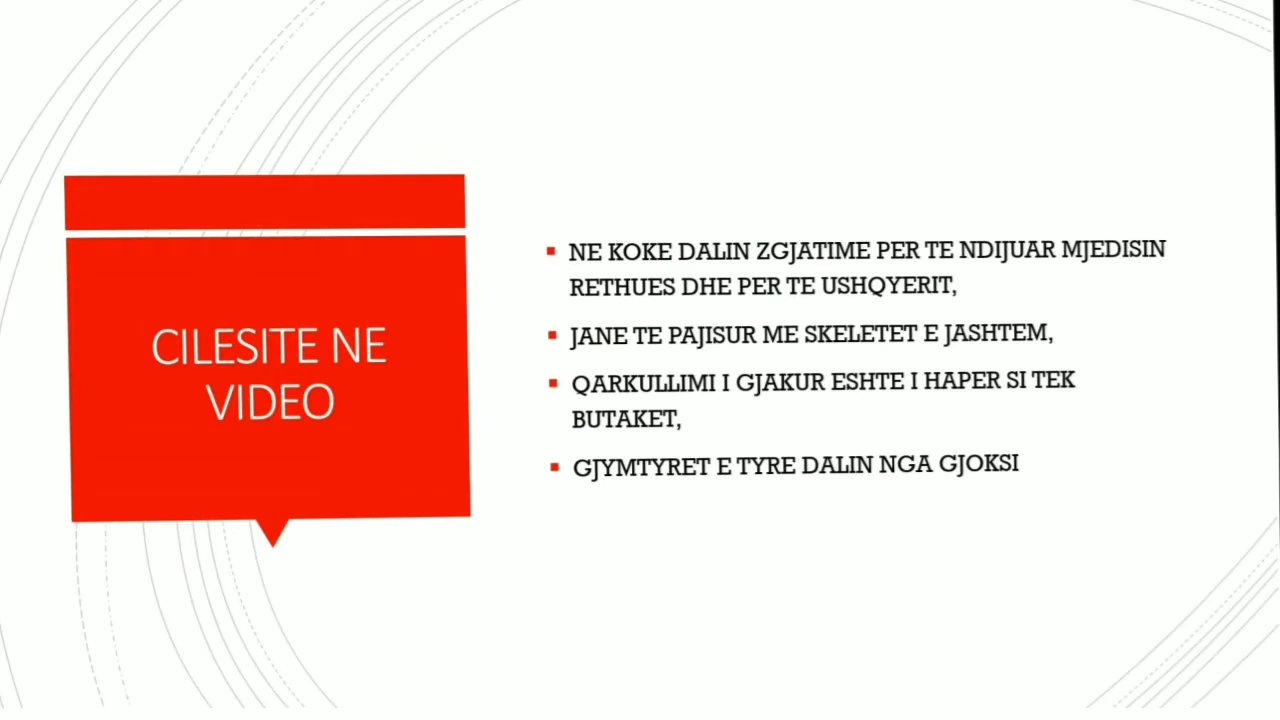 CILESITE NE
VIDEO
NE KOKE DALIN ZGJATIME PER TE NDIJUAR MJEDISIN
RETHUES DHE PER TE USHQYERIT,
JANE TE PAJISUR ME SKELETET E JASHTEM,
QARKULLIMI I GJAKUR ESHTE I HAPER SI TEK
BUTAKET,
GJYMTYRET E TYRE DALIN NGA GJOKSI